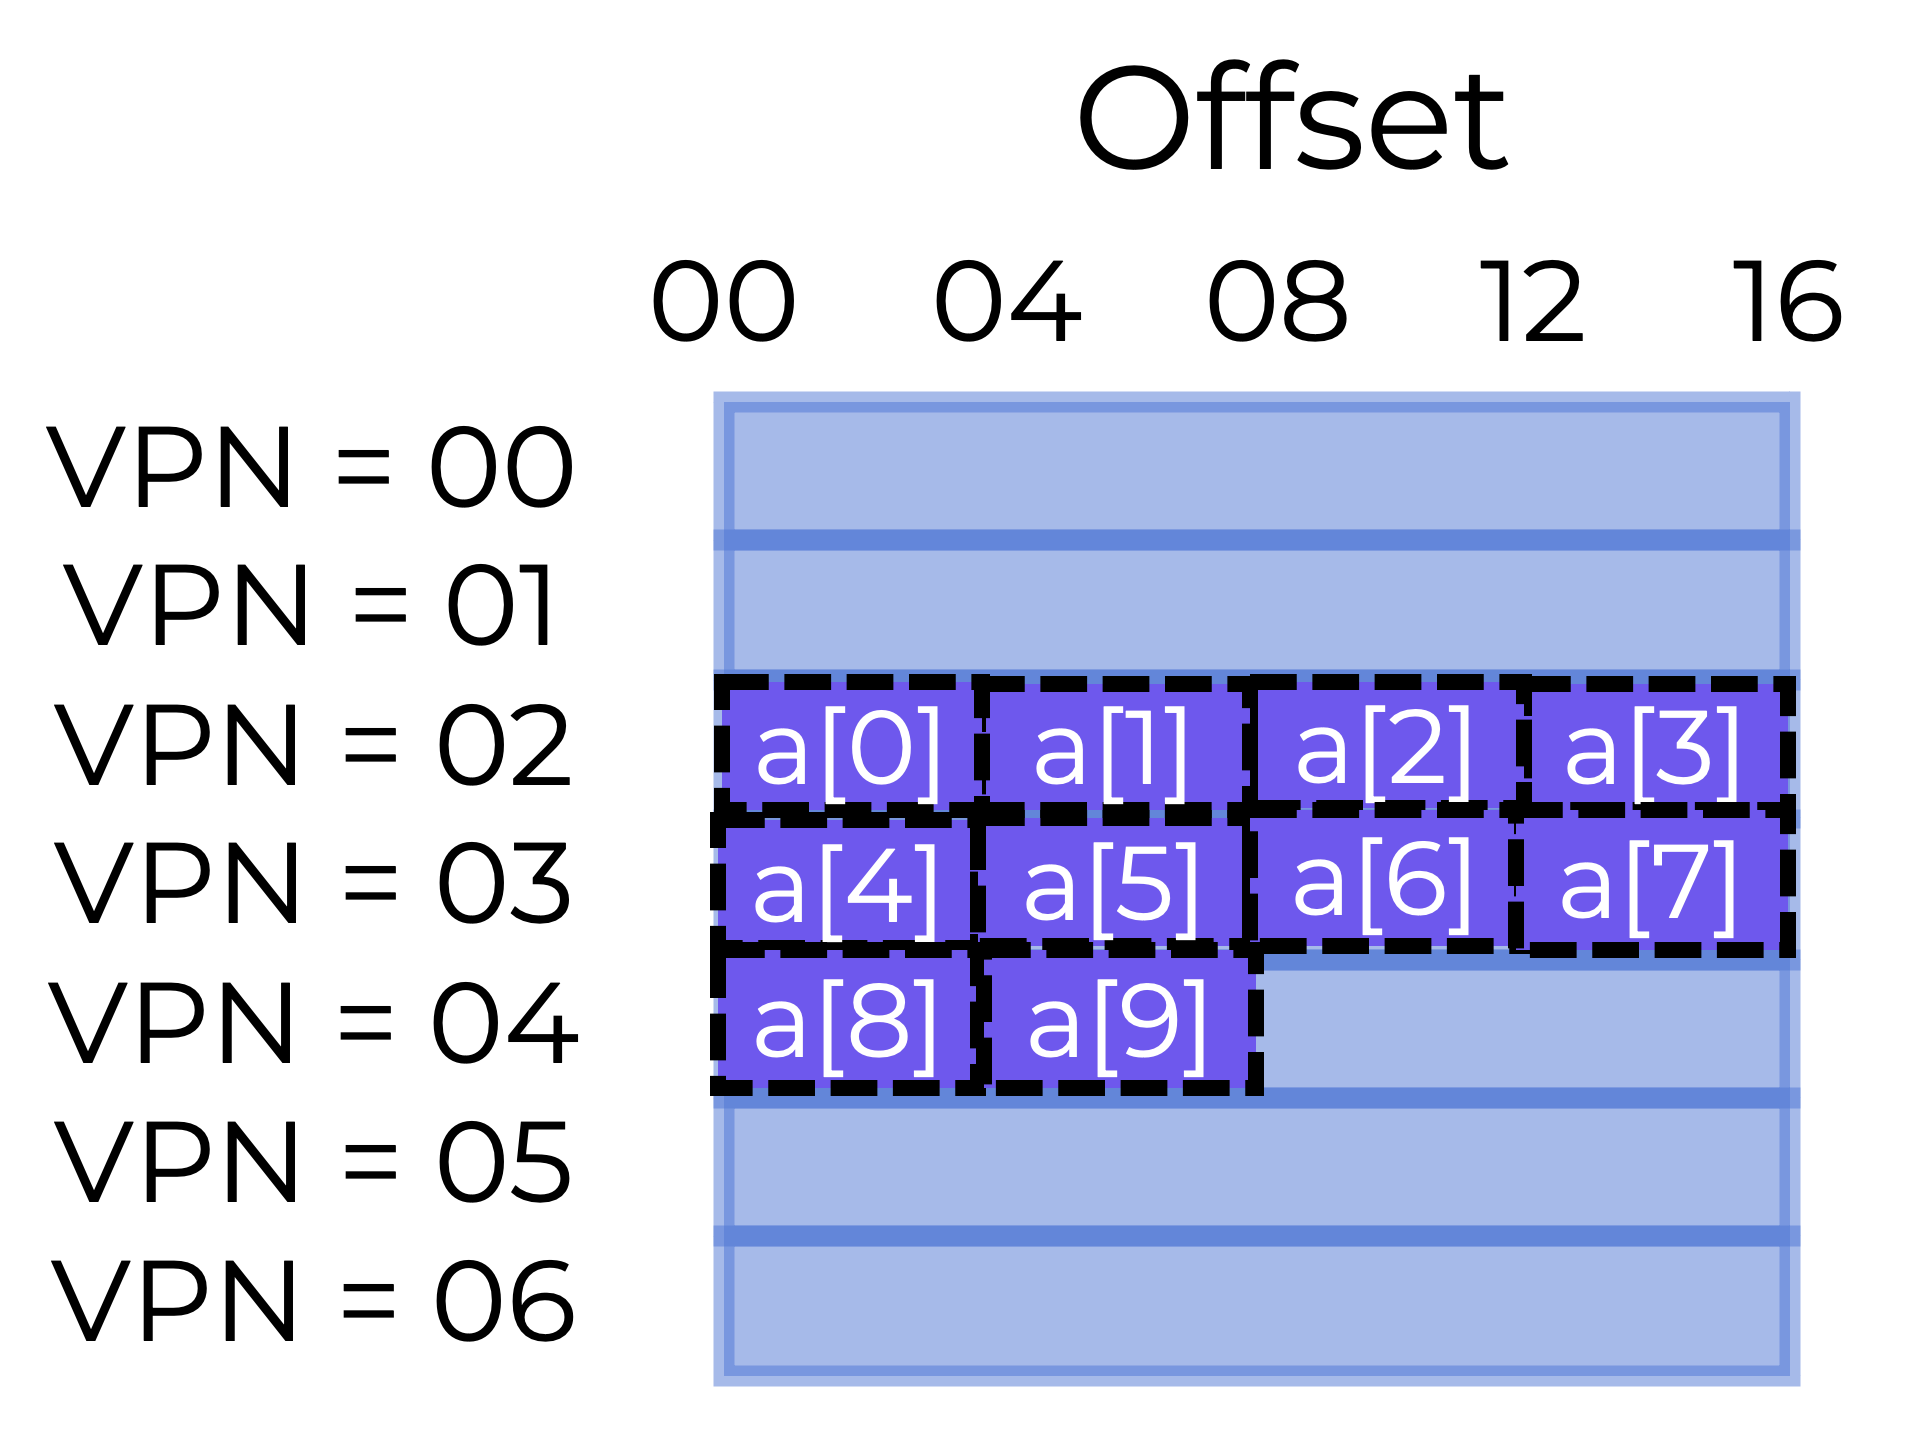 Offset
00 04 08 12 16
VPN = 00
VPN = 01
VPN = 02 a[0] a[1] a[2] a[3]
VPN = 03 a[4] a[5] a[6] a[7]
VPN = 04 a[8] a[9]
VPN = 05
VPN = 06